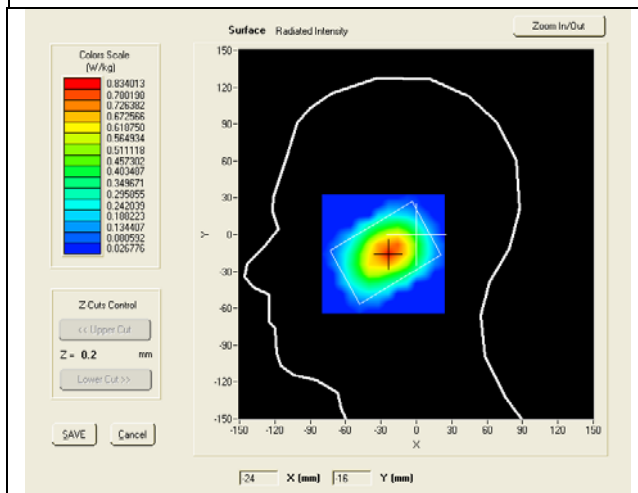 Surface Radiated Intensity
Zoom In/Out
Colors Scale
(W/kg)
0.834013
0.780198
0.726382
0.672566
0.618750
0.564934
0.511118
0.457302
0.403487
0.349671
0.295855
0.242039
0.188223
0.134407
0.080592
0.026776
Z-Cuts Control
<< Upper Cut
Z = 0.2 mm
Lower Cut >>
SAVE Cancel
150
120
90
60
30
0
-30
-60
-90
-120
-150
Y
-150 -120 -90 -60 -30 0 30 60 90 120 150
X
-24 X (mm) -16 Y (mm)